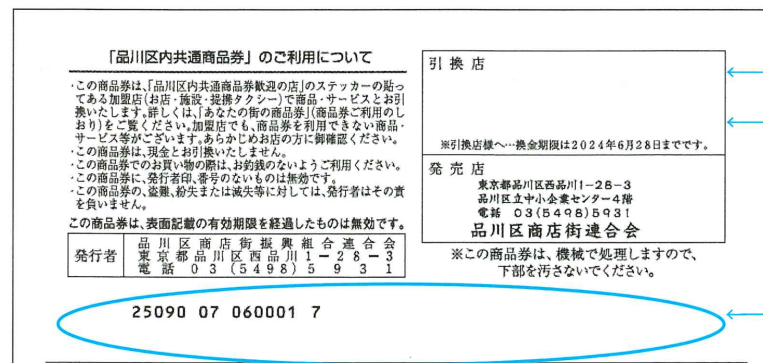 「品川区内共通商品券」のご利用について
・この商品券は、「品川区内共通商品券歓迎の店」のステッカーの貼っ
てある加盟店(お店・施設・提携タクシー)で商品・サービスとお引
換いたします。詳しくは、「あなたの街の商品券」(商品券ご利用のし
おり)をご覧ください。加盟店でも、商品券を利用できない商品・
サービス等がございます。あらかじめお店の方に御確認ください。
・この商品券は、現金とお引換いたしません。
・この商品券でのお買い物の際は、お釣銭のないようご利用ください。
・この商品券に、発行者印、番号のないものは無効です。
・この商品券の、盗難、紛失または滅失等に対しては、発行者はその責
を負いません。
この商品券は、表面記載の有効期限を経過したものは無効です。
発行者
品川区商店街振興組合連合会
東京都品川区西品川1-28-3
電話 03(5498)5931
引換店
※引換店様へ…換金期限は2024年6月28日までです。
発売店
東京都品川区西品川1-28-3
品川区立中小企業センター4階
電話 03(5498)5931
品川区商店街連合会
※この商品券は、機械で処理しますので、
下部を汚さないでください。
25090 07 060001 7